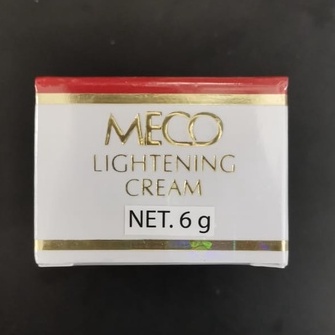 MECO
LIGHTENING
CREAM
NET. 6 g